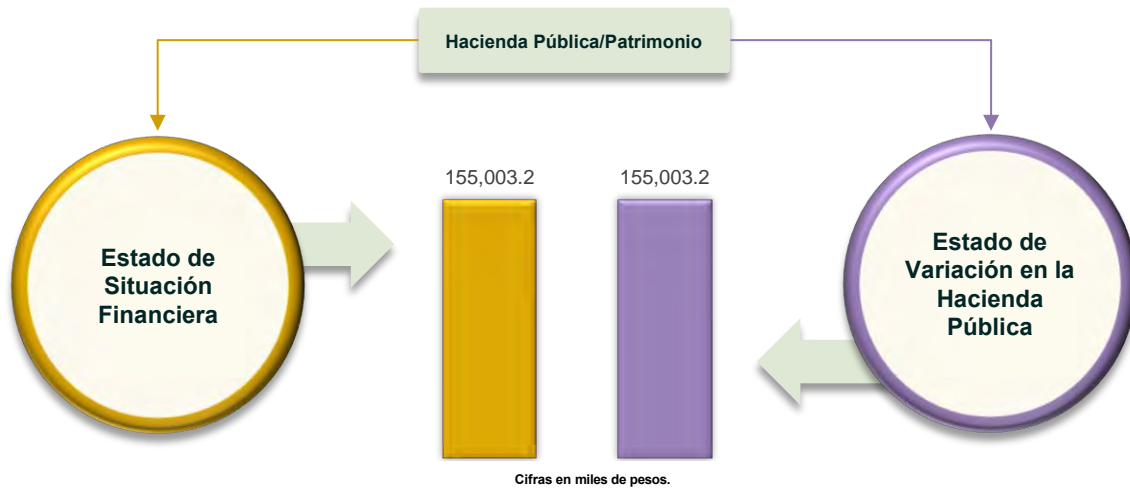 Hacienda Pública/Patrimonio
155,003.2
155,003.2
Estado de
Situación
Financiera
Estado de
Variación en la
Hacienda
Pública
Cifras en miles de pesos.